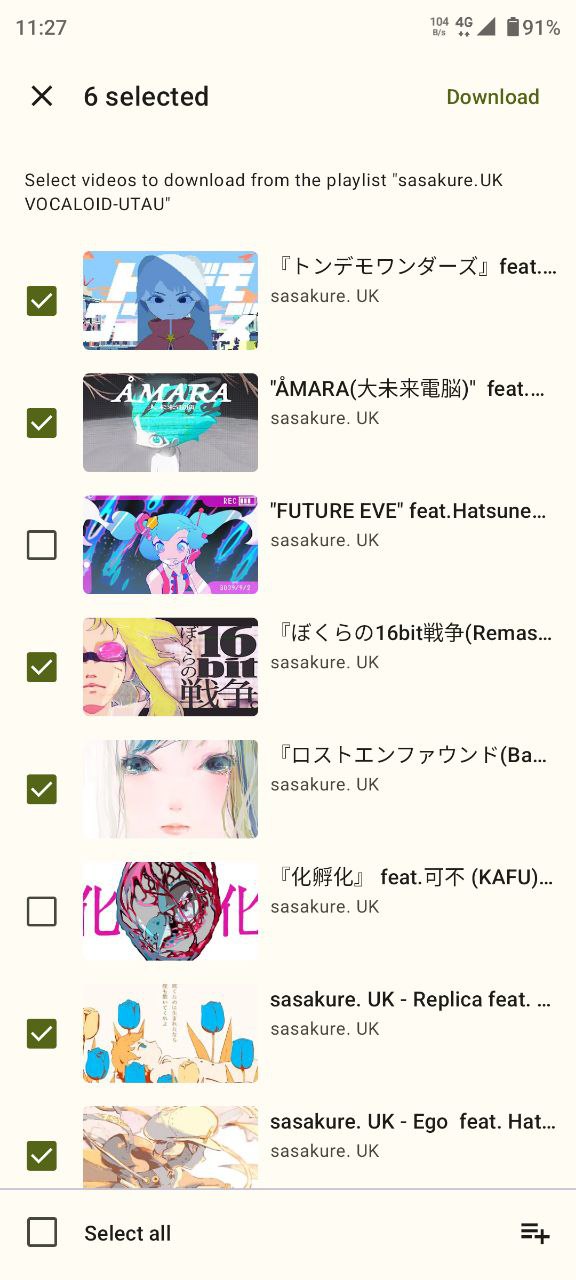 11:27
104 B/s 4G 91%
6 selected
Download
Select videos to download from the playlist "sasakure.UK
VOCALOID-UTAU"
『トンデモワンダーズ』feat....
sasakure. UK
ÅMARA
"ÅMARA(大未来電脳)" feat....
sasakure. UK
REC
"FUTURE EVE" feat.Hatsune...
sasakure. UK
ぼくらの
16
bit
戦争
『ぼくらの16bit戦争(Remas...
sasakure. UK
『ロストエンファウンド(Ba...
sasakure. UK
化 化
『化孵化』 feat.可不 (KAFU)...
sasakure. UK
sasakure. UK - Replica feat. ...
sasakure. UK
sasakure. UK - Ego feat. Hat...
sasakure. UK
Select all